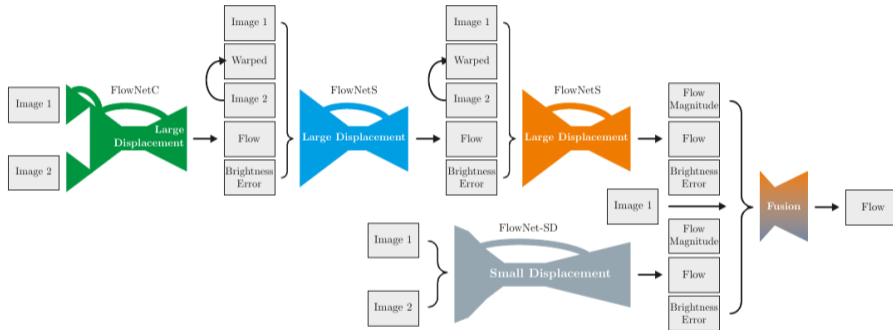 Image 1
Image 2
FlowNetC
Large
Displacement
Image 1
Warped
Image 2
Flow
Brightness
Error
FlowNetS
Large Displacement
Image 1
Warped
Image 2
Flow
Brightness
Error
FlowNetS
Large Displacement
Flow
Magnitude
Flow
Brightness
Error
Image 1
Image 1
Image 2
FlowNet-SD
Small Displacement
Flow
Magnitude
Flow
Brightness
Error
Fusion
Flow